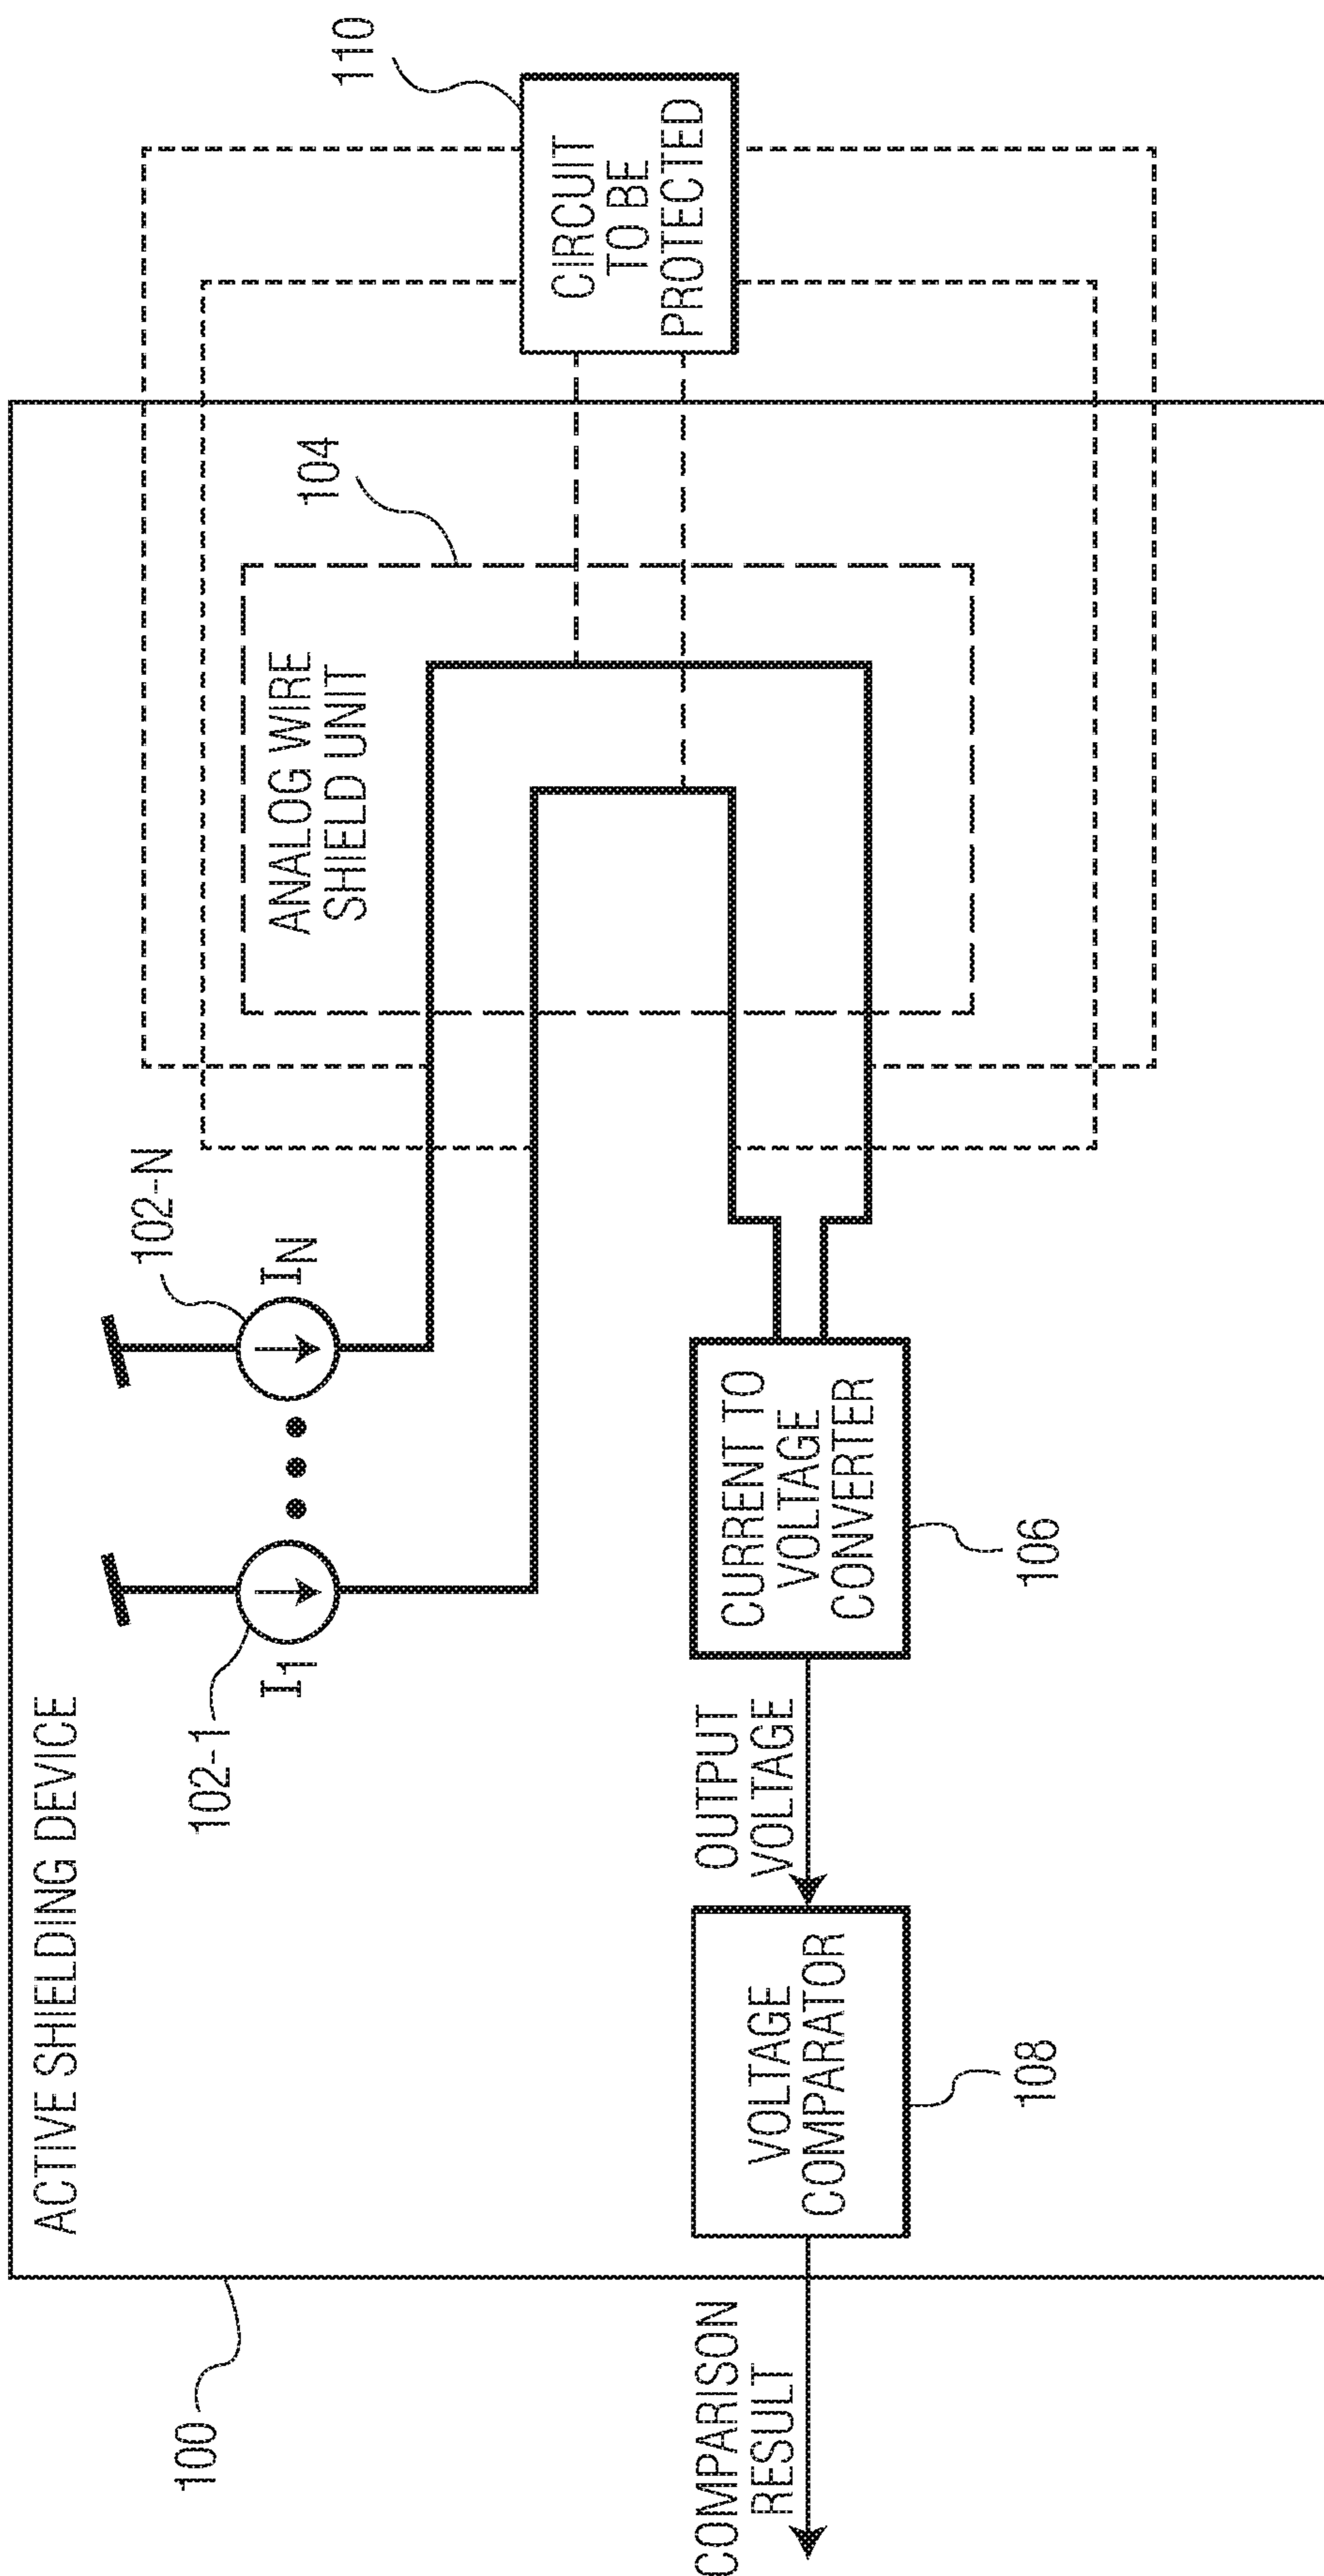 ACTIVE SHIELDING DEVICE
100
102-1
I1
102-N
IN
ANALOG WIRE
SHIELD UNIT
104
110
CIRCUIT
TO BE
PROTECTED
COMPARISON
RESULT
VOLTAGE
COMPARATOR
108
OUTPUT
VOLTAGE
CURRENT TO
VOLTAGE
CONVERTER
106